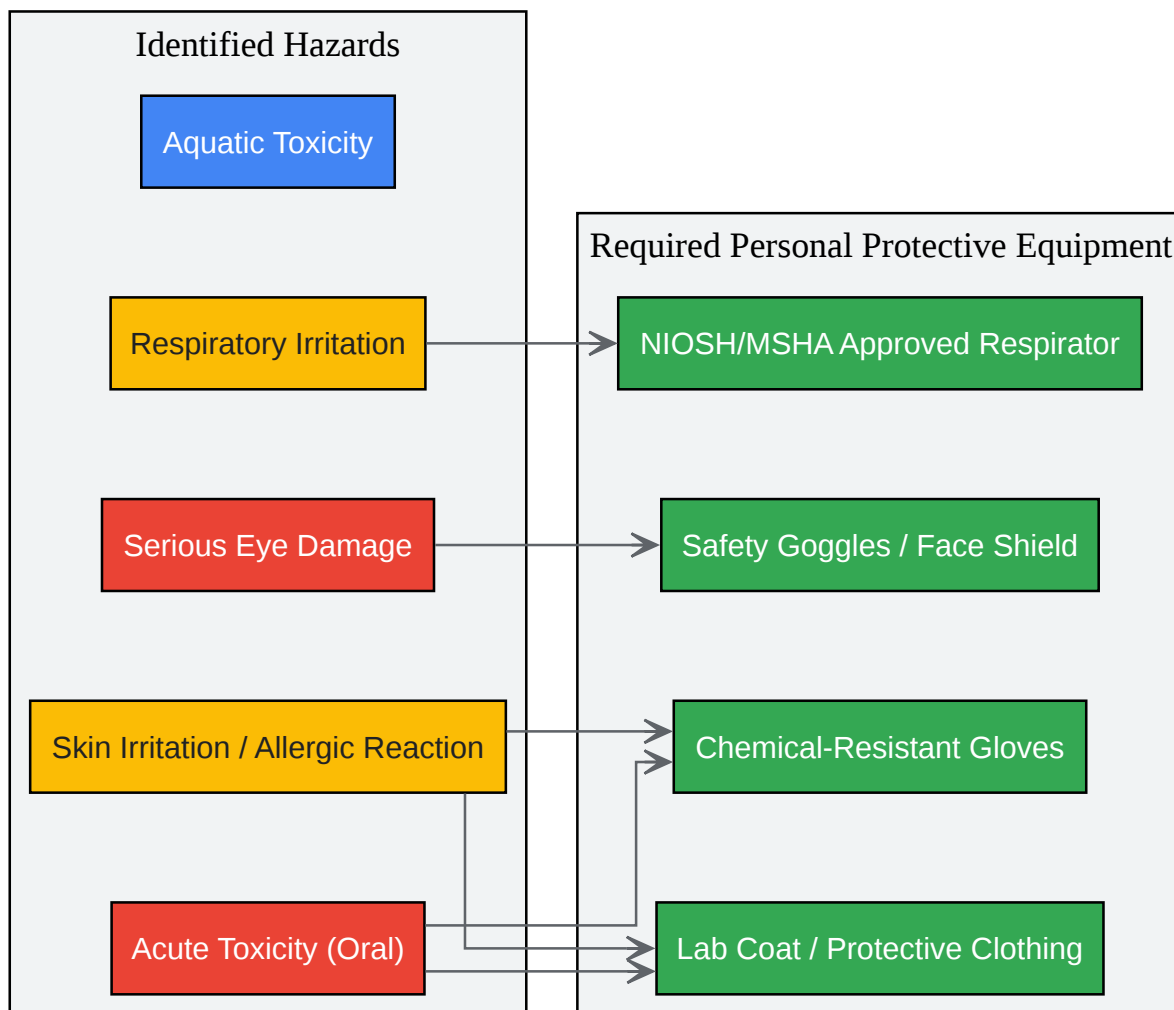 Identified Hazards
Aquatic Toxicity
Respiratory Irritation
Serious Eye Damage
Skin Irritation / Allergic Reaction
Acute Toxicity (Oral)
Required Personal Protective Equipment
NIOSH/MSHA Approved Respirator
Safety Goggles / Face Shield
Chemical-Resistant Gloves
Lab Coat / Protective Clothing